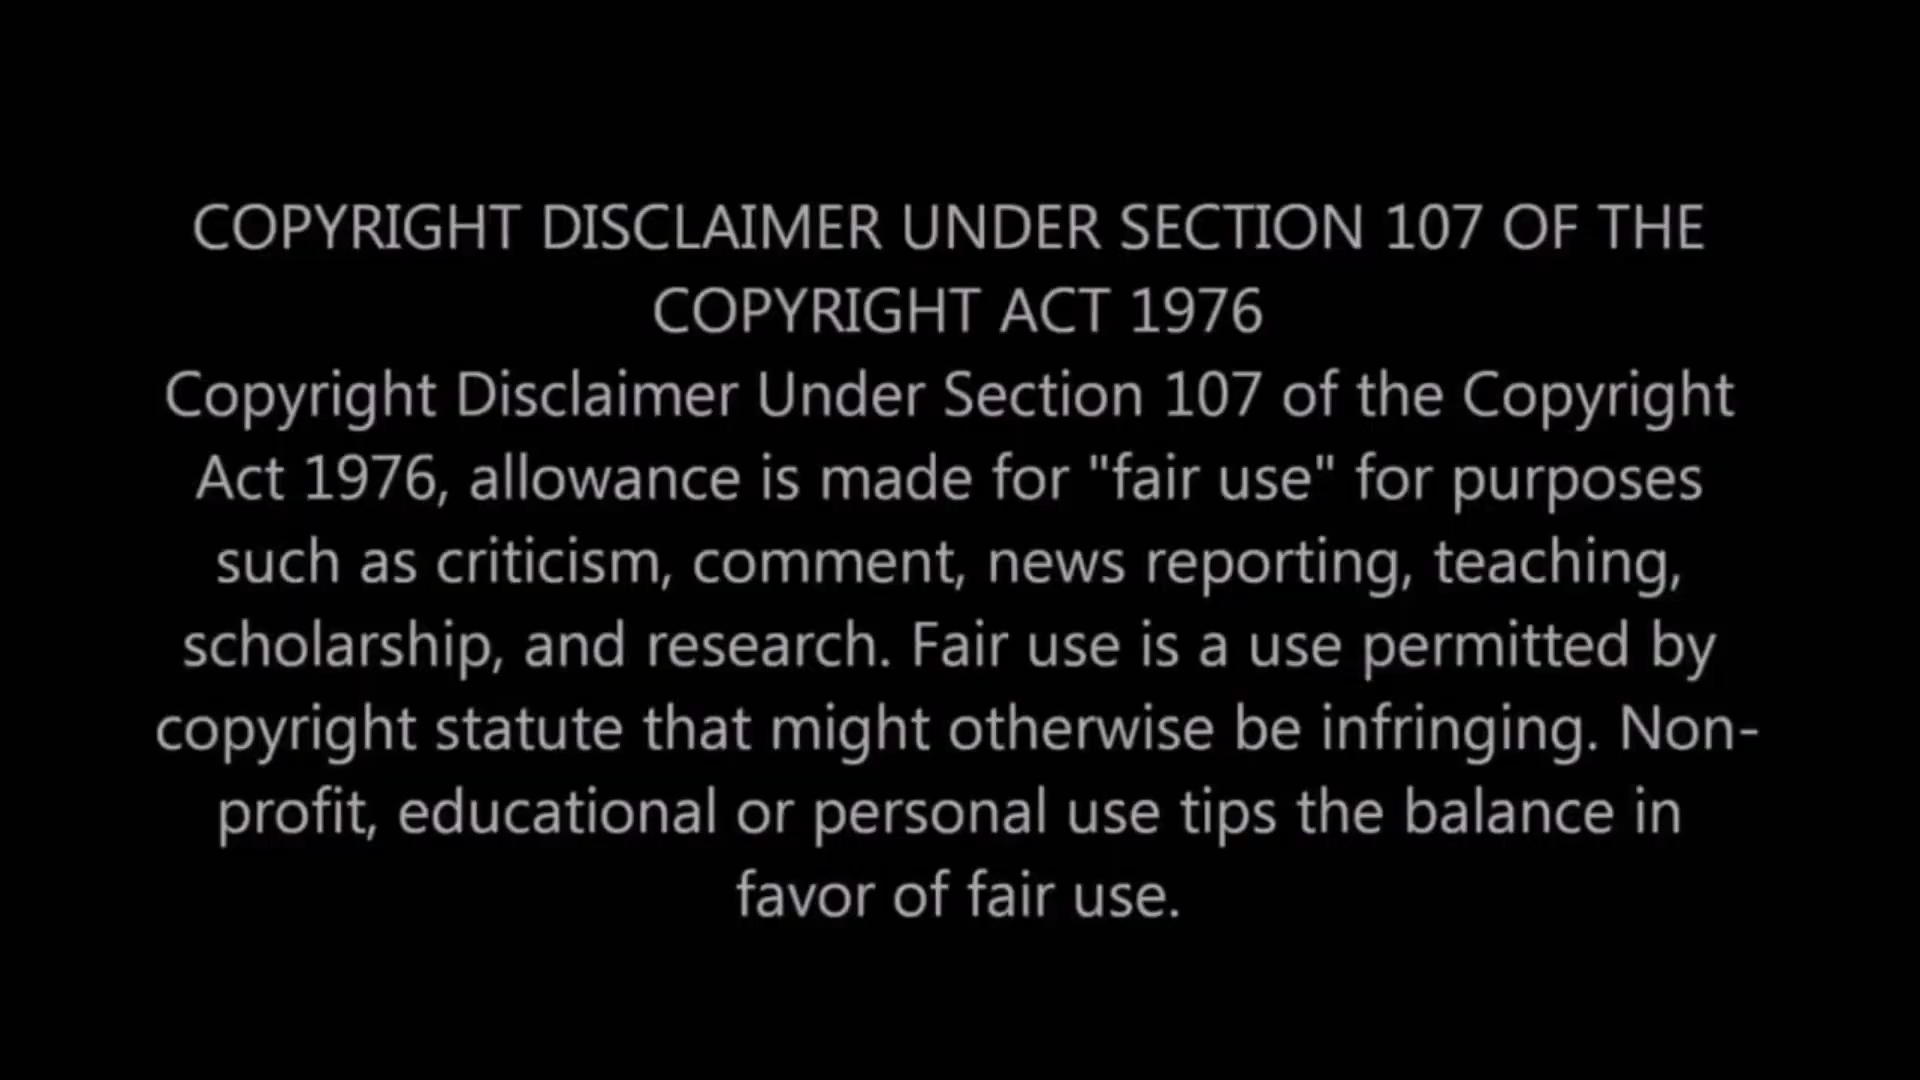 COPYRIGHT DISCLAIMER UNDER SECTION 107 OF THE
COPYRIGHT ACT 1976
Copyright Disclaimer Under Section 107 of the Copyright
Act 1976, allowance is made for "fair use" for purposes
such as criticism, comment, news reporting, teaching,
scholarship, and research. Fair use is a use permitted by
copyright statute that might otherwise be infringing. Non-
profit, educational or personal use tips the balance in
favor of fair use.